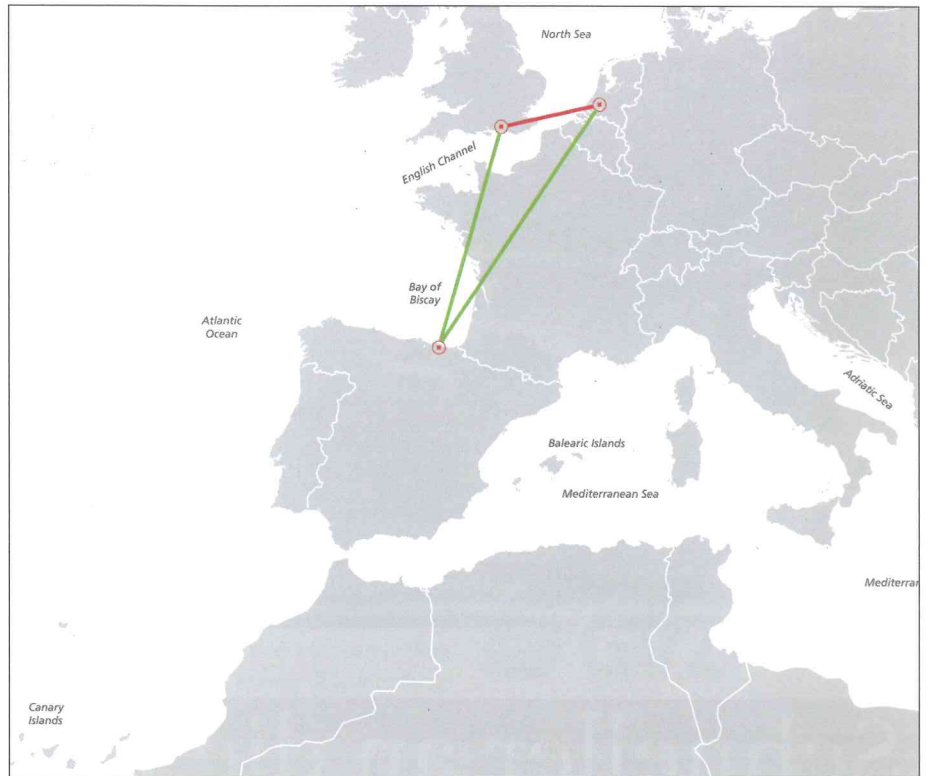 North Sea
English Channel
Bay of
Biscay
Atlantic
Ocean
Adriatic Sea
Balearic Islands
Mediterranean Sea
Mediterran
Canary
Islands